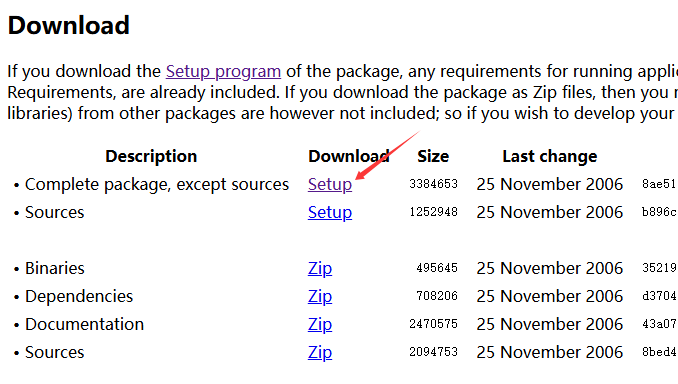 Download
If you download the Setup program of the package, any requirements for running applic
Requirements, are already included. If you download the package as Zip files, then you
libraries) from other packages are however not included; so if you wish to develop your
Description Download Size Last change
• Complete package, except sources Setup 3384653 25 November 2006 8ae51
• Sources Setup 1252948 25 November 2006 b896c
• Binaries Zip 495645 25 November 2006 35219
• Dependencies Zip 708206 25 November 2006 d3704
• Documentation Zip 2470575 25 November 2006 43a07
• Sources Zip 2094753 25 November 2006 8bed4